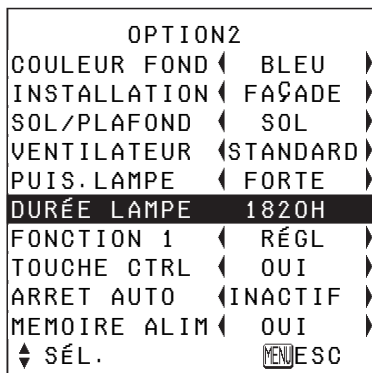 OPTION2
COULEUR FOND BLEU
INSTALLATION FAÇADE
SOL/PLAFOND SOL
VENTILATEUR STANDARD
PUIS.LAMPE FORTE
DURÉE LAMPE 1820H
FONCTION 1 RÉGL
TOUCHE CTRL OUI
ARRET AUTO INACTIF
MEMOIRE ALIM OUI
SÉL. MENU ESC